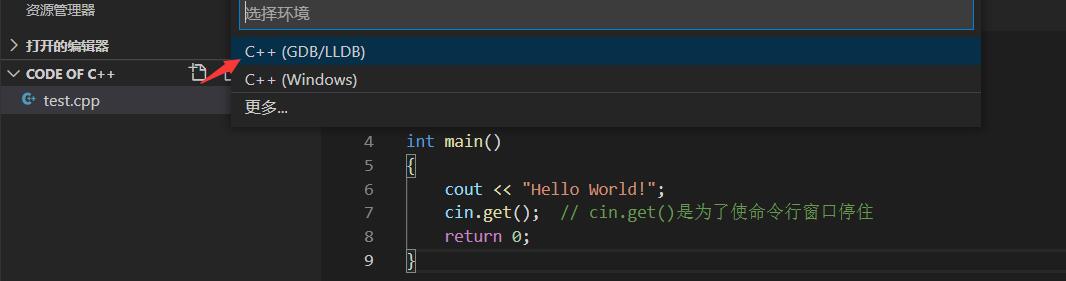 资源管理器
选择环境
打开的编辑器
C++ (GDB/LLDB)
CODE OF C++
C++ (Windows)
test.cpp
更多...
4 int main()
5 {
6 cout << "Hello World!";
7 cin.get(); // cin.get()是为了使命令行窗口停住
8 return 0;
9 }